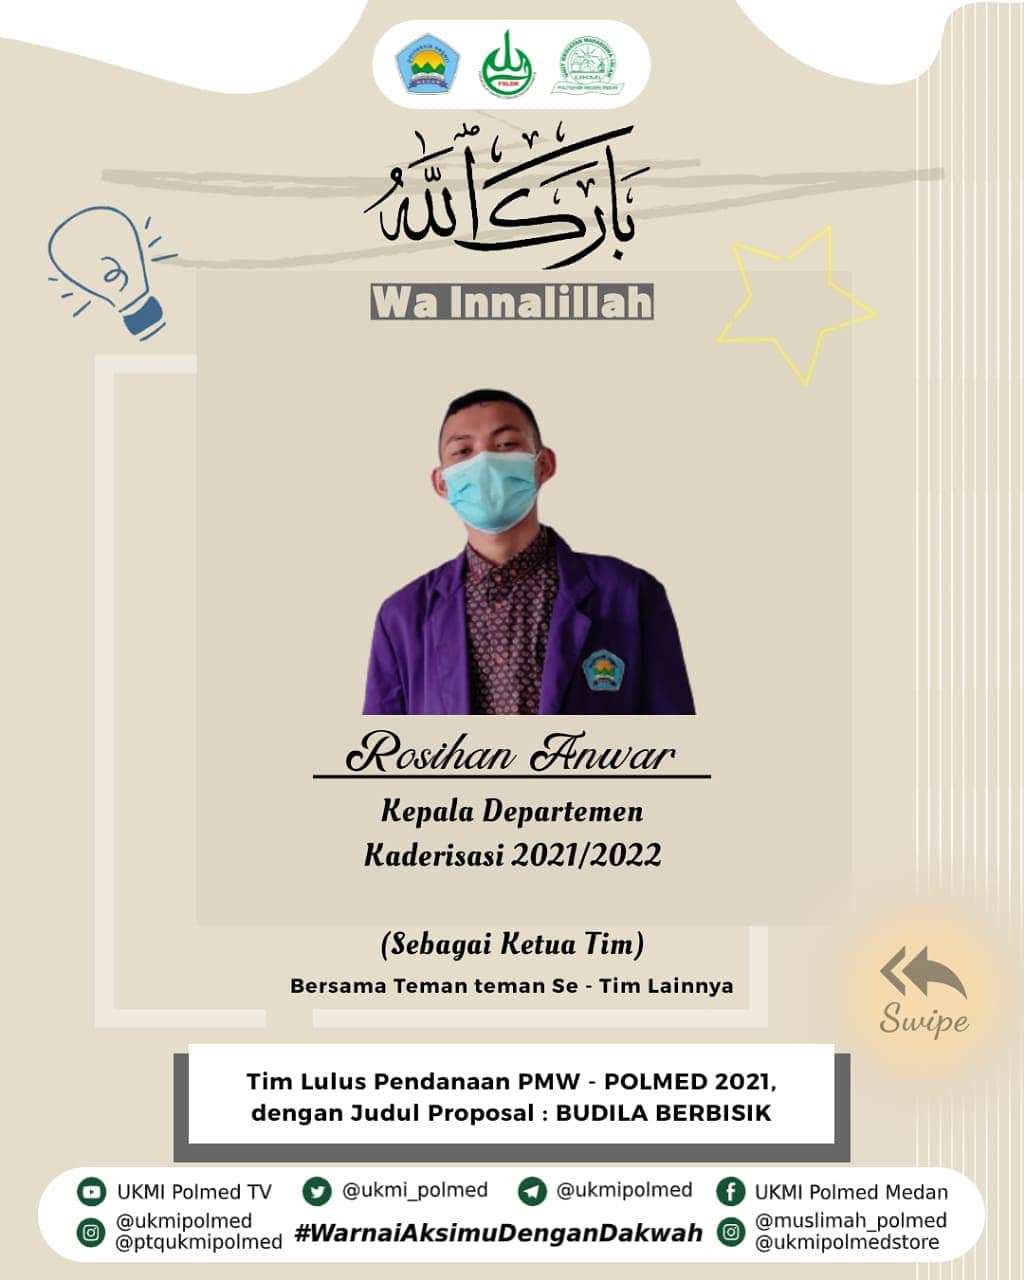 بَارَكَ اللّٰهُ
Wa Innalillah
Rosihan Anwar
Kepala Departemen
Kaderisasi 2021/2022
(Sebagai Ketua Tim)
Bersama Teman teman Se - Tim Lainnya
Swipe
Tim Lulus Pendanaan PMW - POLMED 2021,
dengan Judul Proposal : BUDILA BERBISIK
UKMI Polmed TV
@ukmi_polmed
@ukmipolmed
UKMI Polmed Medan
@ukmipolmed
@ptqukmipolmed
#WarnaiAksimuDenganDakwah
@muslimah_polmed
@ukmipolmedstore